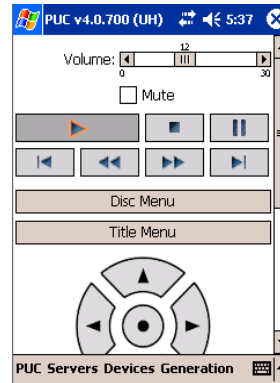 PUC v4.0.700 (UH) 5:37
12
Volume:
0 30
Mute
Disc Menu
Title Menu
PUC Servers Devices Generation